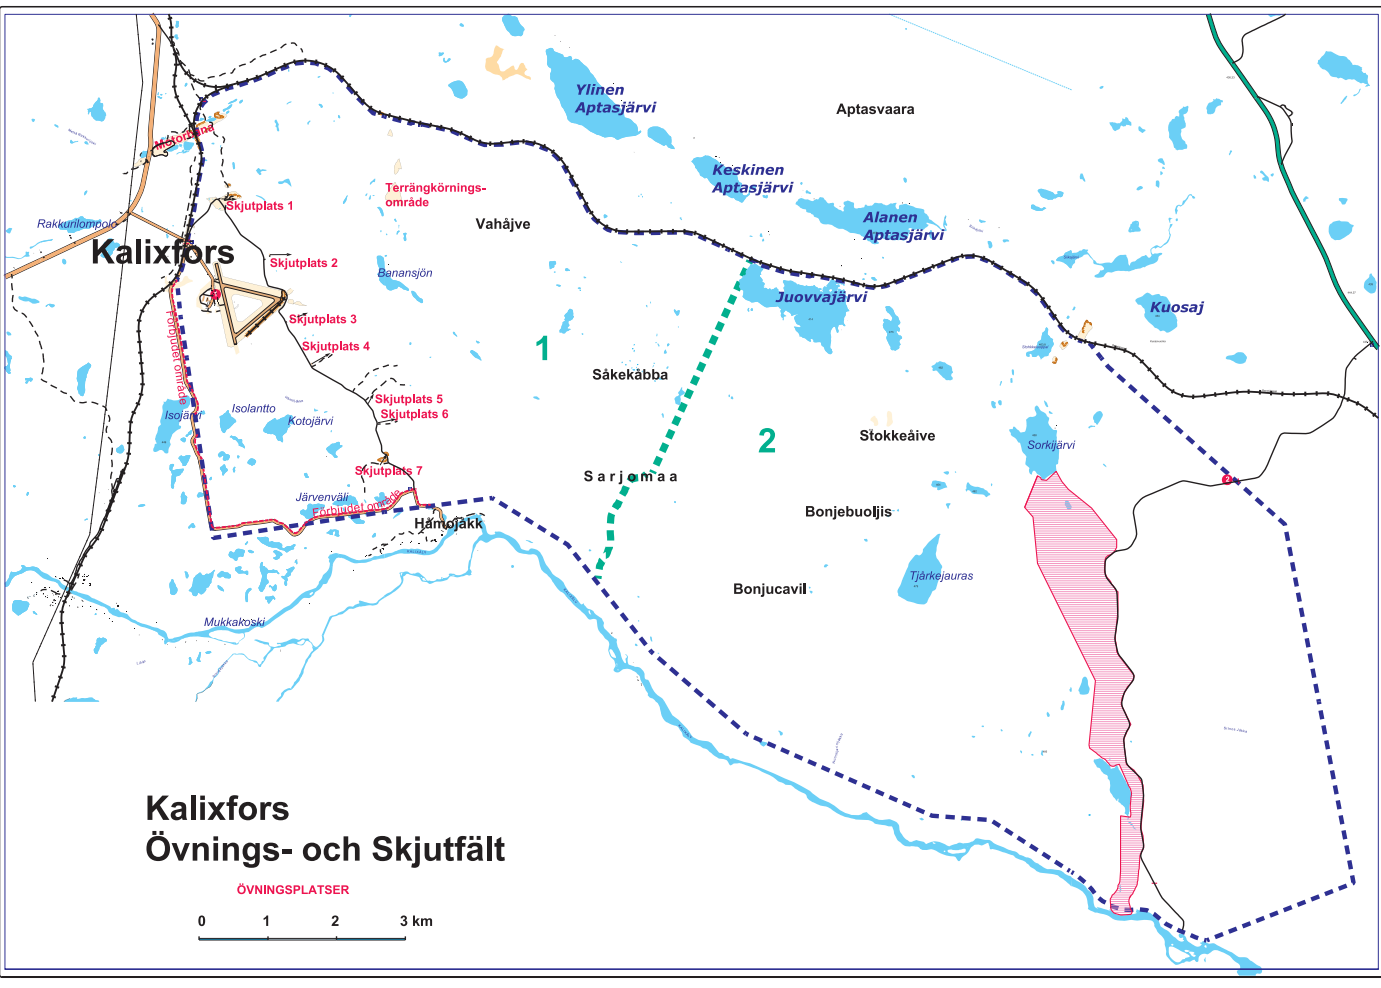 Ylinen
Aptasjärvi
Aptasvaara
Motorbana
Keskinen
Aptasjärvi
Terrängkörnings-
område
Skjutplats 1
Vahåjve
Alanen
Aptasjärvi
Rakkurilompolo
Kalixfors
Skjutplats 2
Banansjön
1
Juovvajärvi
Kuosaj
Skjutplats 3
Skjutplats 4
1
Förbjudet område
Såkekåbba
Skjutplats 5
Skjutplats 6
Isojärvi
Isolantto
Kotojärvi
2
Stokkeåive
Sorkijärvi
Skjutplats 7
Sarjomaa
2
Järvenväli
Förbjudet område
Bonjebuoljis
Håmojåkk
Tjårkejauras
Bonjucavil
Mukkakoski
Kalixfors
Övnings- och Skjutfält
ÖVNINGSPLATSER
0 1 2 3 km